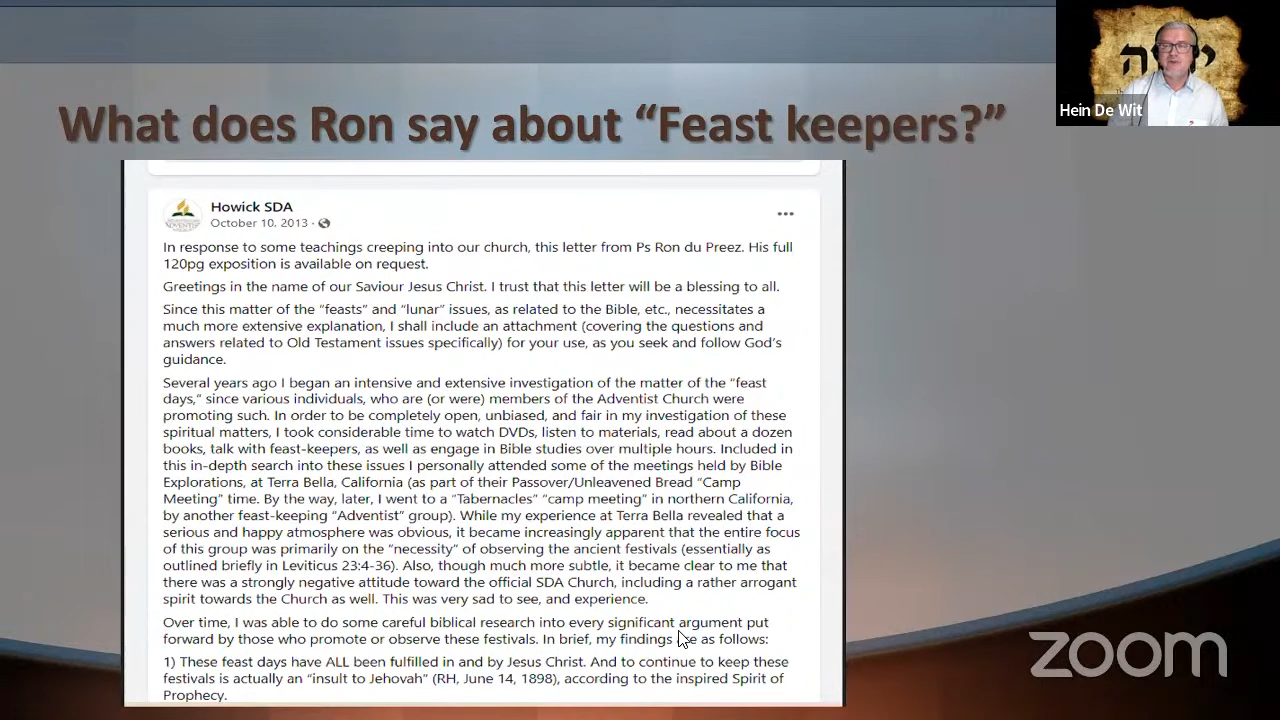 What does Ron say about “Feast keepers?”
Hein De Wit
Howick SDA
October 10, 2013 ·
In response to some teachings creeping into our church, this letter from Ps Ron du Preez. His full
120pg exposition is available on request.
Greetings in the name of our Saviour Jesus Christ. I trust that this letter will be a blessing to all.
Since this matter of the “feasts” and “lunar” issues, as related to the Bible, etc., necessitates a
much more extensive explanation, I shall include an attachment (covering the questions and
answers related to Old Testament issues specifically) for your use, as you seek and follow God’s
guidance.
Several years ago I began an intensive and extensive investigation of the matter of the “feast
days,“ since various individuals, who are (or were) members of the Adventist Church were
promoting such. In order to be completely open, unbiased, and fair in my investigation of these
spiritual matters, I took considerable time to watch DVDs, listen to materials, read about a dozen
books, talk with feast-keepers, as well as engage in Bible studies over multiple hours. Included in
this in-depth search into these issues I personally attended some of the meetings held by Bible
Explorations, at Terra Bella, California (as part of their Passover/Unleavened Bread “Camp
Meeting” time. By the way, later, I went to a “Tabernacles” “camp meeting” in northern California,
by another feast-keeping “Adventist” group). While my experience at Terra Bella revealed that a
serious and happy atmosphere was obvious, it became increasingly apparent that the entire focus
of this group was primarily on the “necessity” of observing the ancient festivals (essentially as
outlined briefly in Leviticus 23:4-36). Also, though much more subtle, it became clear to me that
there was a strongly negative attitude toward the official SDA Church, including a rather arrogant
spirit towards the Church as well. This was very sad to see, and experience.
Over time, I was able to do some careful biblical research into every significant argument put
forward by those who promote or observe these festivals. In brief, my findings are as follows:
1) These feast days have ALL been fulfilled in and by Jesus Christ. And to continue to keep these
festivals is actually an “insult to Jehovah” (RH, June 14, 1898), according to the inspired Spirit of
Prophecy.
zoom